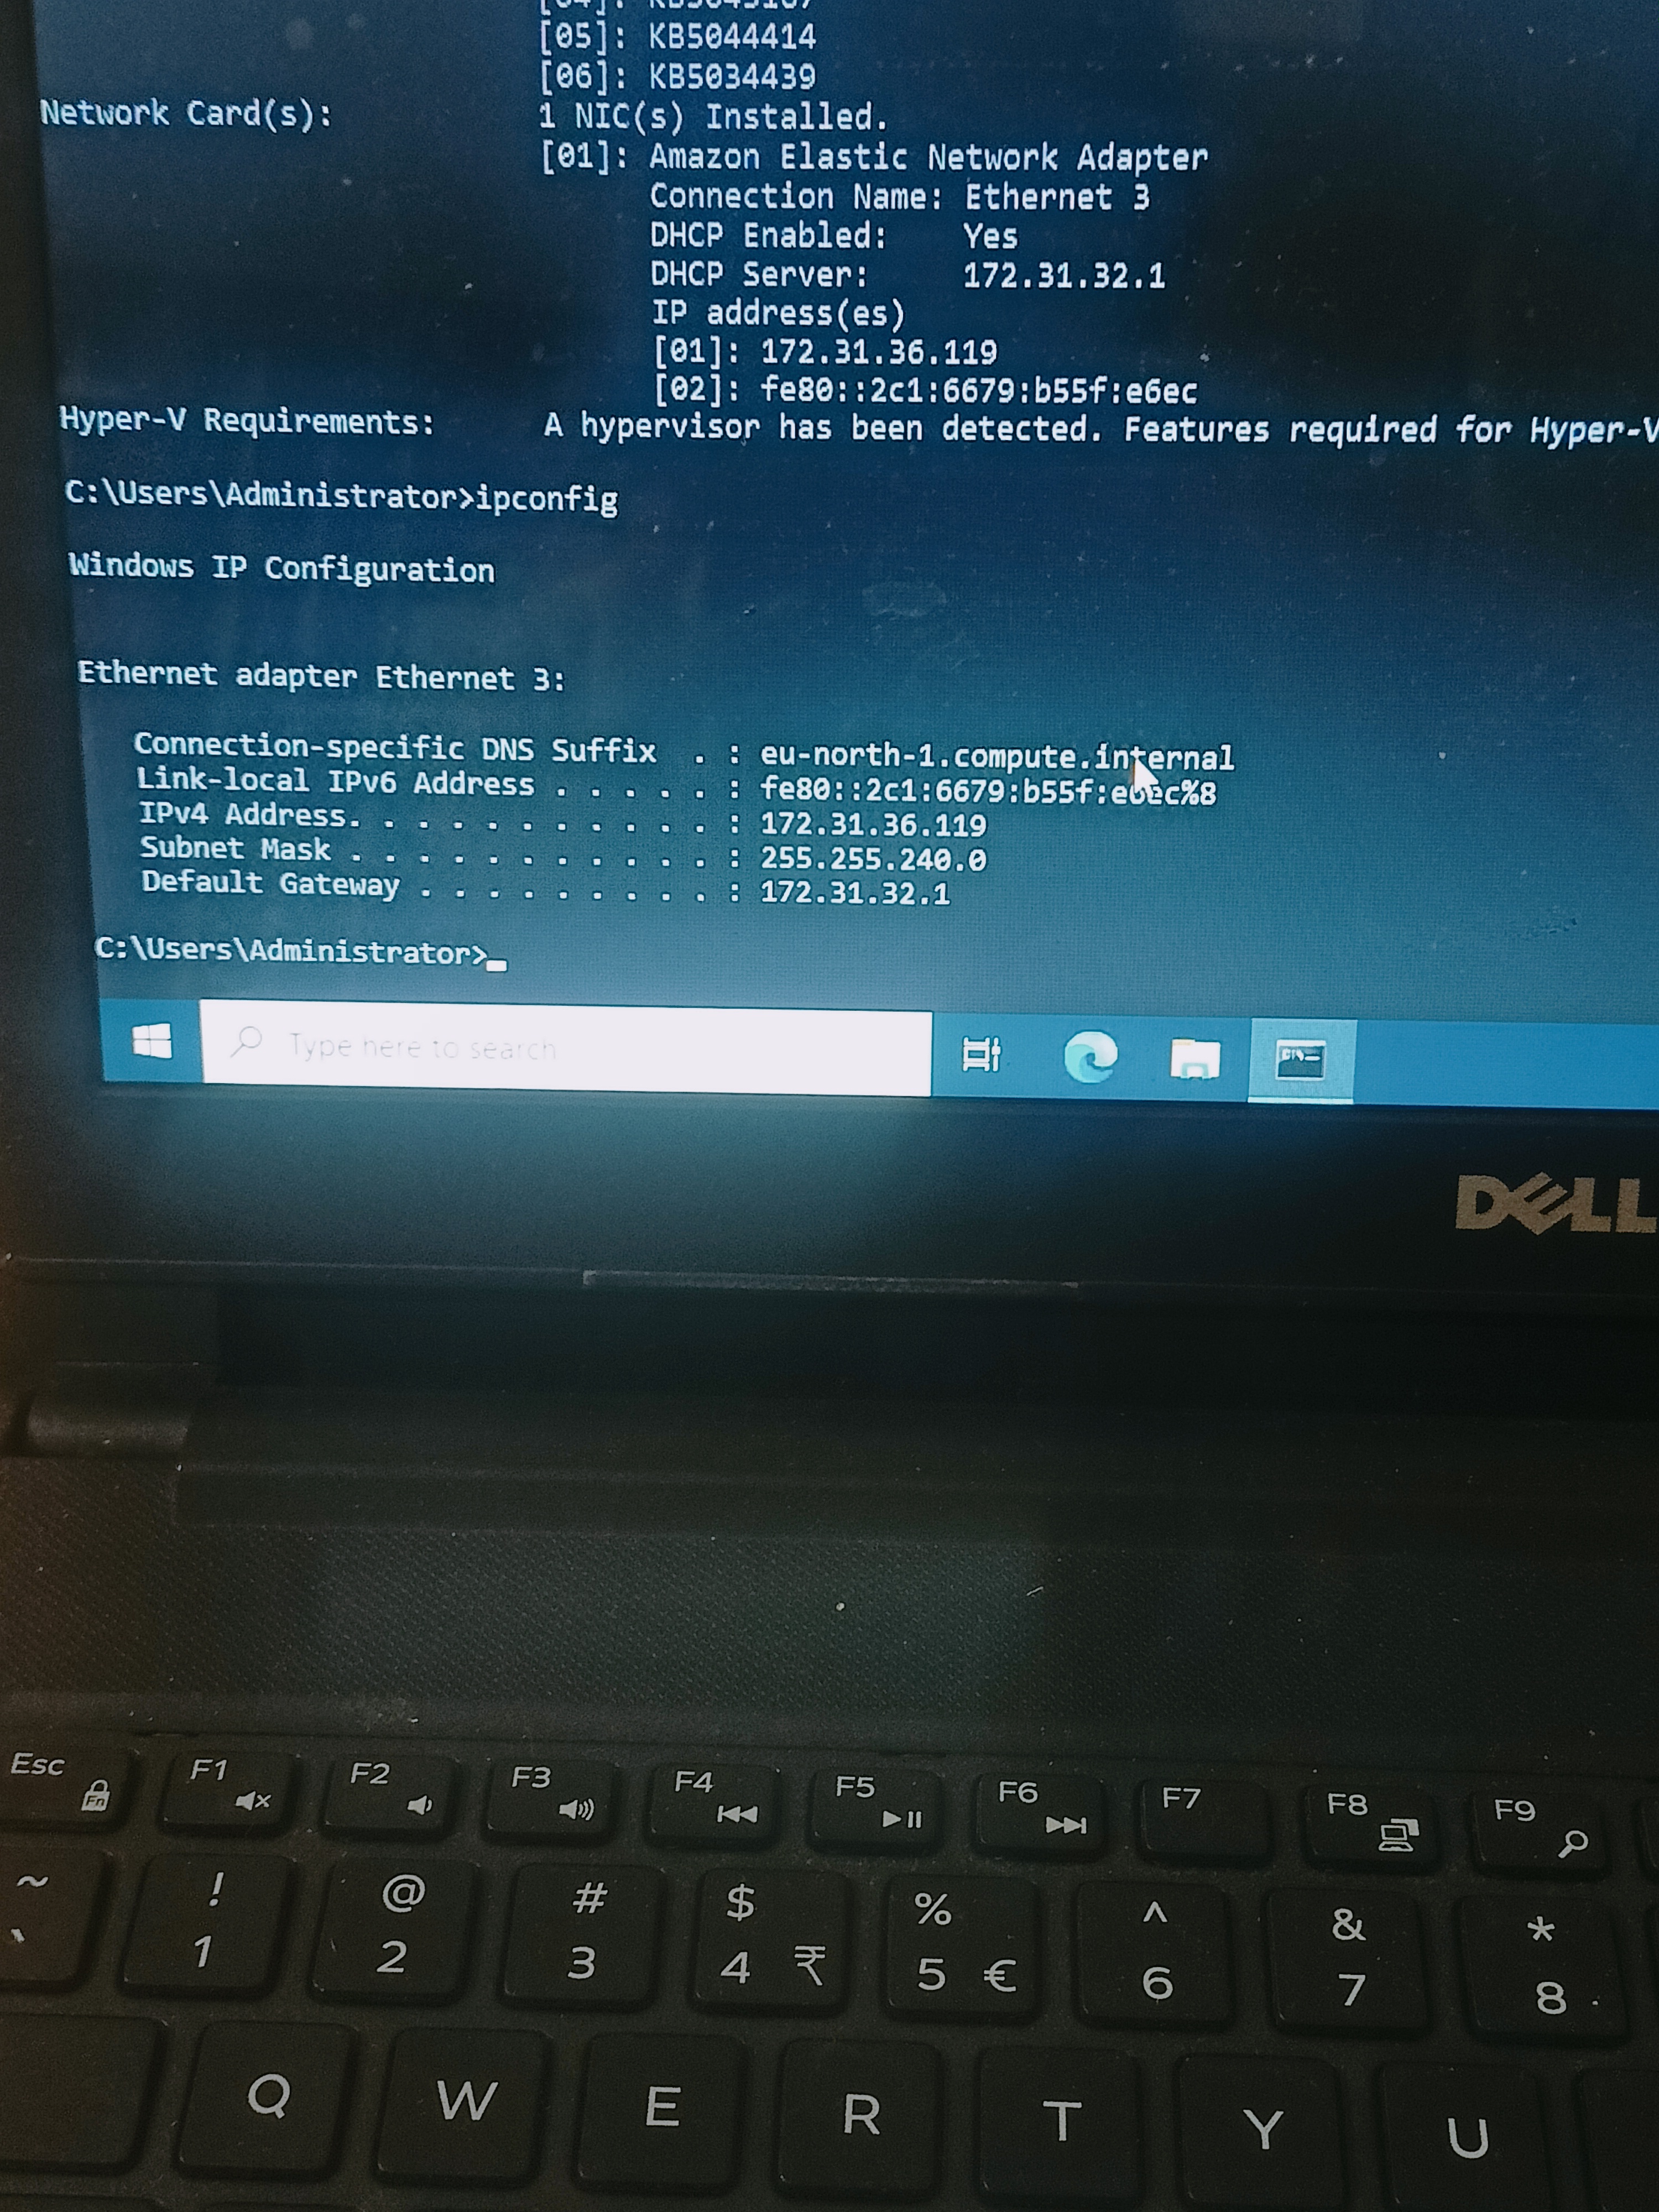 [05]: KB5044414
[06]: KB5034439
Network Card(s): 1 NIC(s) Installed.
[01]: Amazon Elastic Network Adapter
Connection Name: Ethernet 3
DHCP Enabled: Yes
DHCP Server: 172.31.32.1
IP address(es)
[01]: 172.31.36.119
[02]: fe80::2c1:6679:b55f:e6ec
Hyper-V Requirements: A hypervisor has been detected. Features required for Hyper-V
C:\Users\Administrator>ipconfig
Windows IP Configuration
Ethernet adapter Ethernet 3:
Connection-specific DNS Suffix . : eu-north-1.compute.internal
Link-local IPv6 Address . . . . . : fe80::2c1:6679:b55f:e6ec%8
IPv4 Address. . . . . . . . . . . : 172.31.36.119
Subnet Mask . . . . . . . . . . . : 255.255.240.0
Default Gateway . . . . . . . . . : 172.31.32.1
C:\Users\Administrator>
Type here to search
DELL
Esc Fn F1 F2 F3 F4 F5 F6 F7 F8 F9
~ ! @ # $ % ^ & *
` 1 2 3 4 ₹ 5 € 6 7 8
Q W E R T Y U